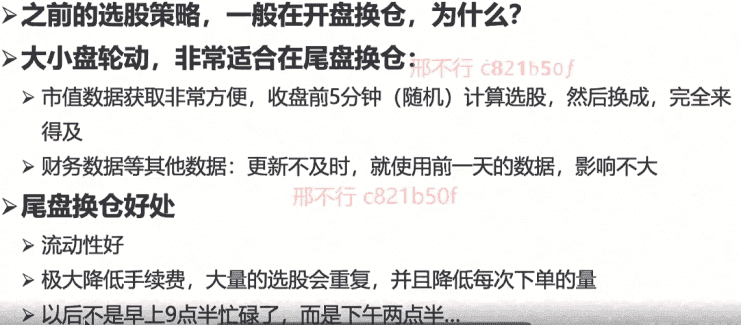 ➢之前的选股策略，一般在开盘换仓，为什么？
➢大小盘轮动，非常适合在尾盘换仓：
邢不行 c821b50f
➢市值数据获取非常方便，收盘前5分钟（随机）计算选股，然后换成，完全来
得及
➢财务数据等其他数据：更新不及时，就使用前一天的数据，影响不大
邢不行 c821b50f
➢尾盘换仓好处
➢流动性好
➢极大降低手续费，大量的选股会重复，并且降低每次下单的量
➢以后不是早上9点半忙碌了，而是下午两点半...